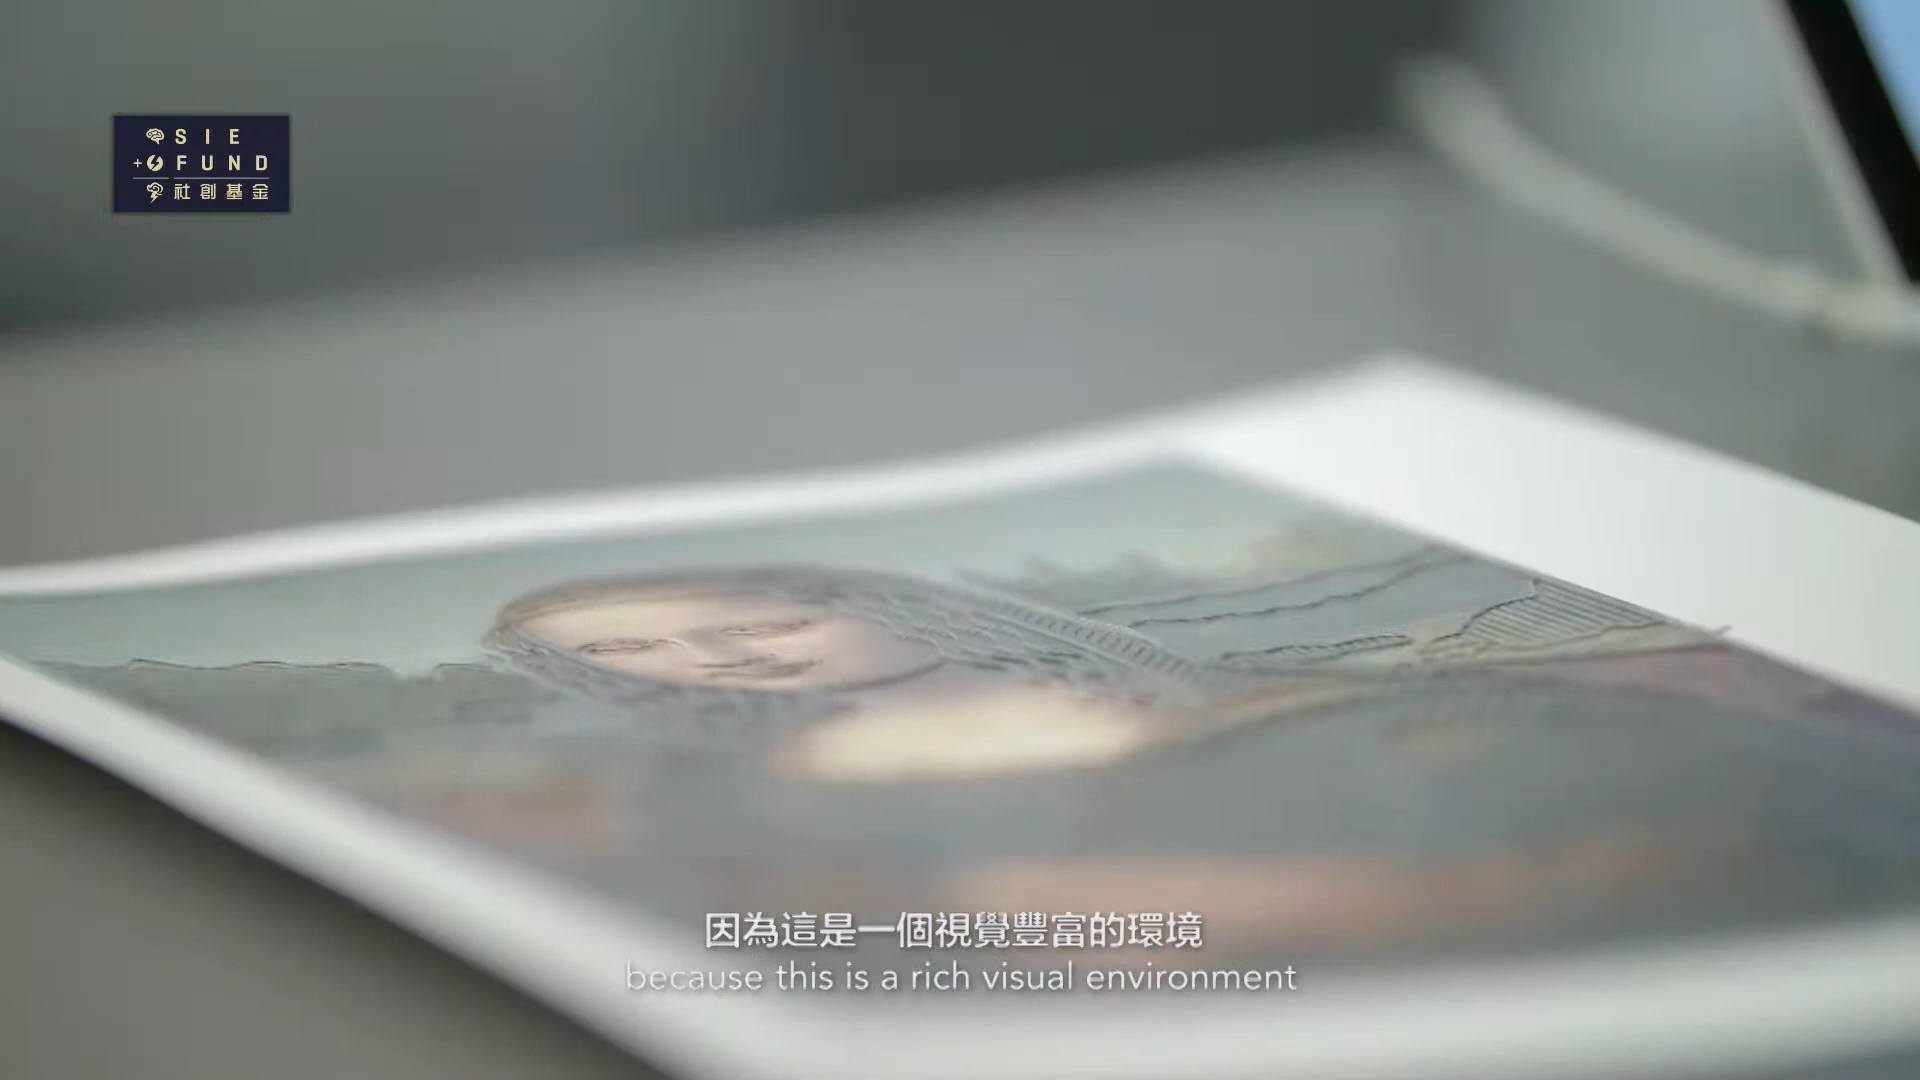 SIE
+FUND
社創基金
因為這是一個視覺豐富的環境
because this is a rich visual environment